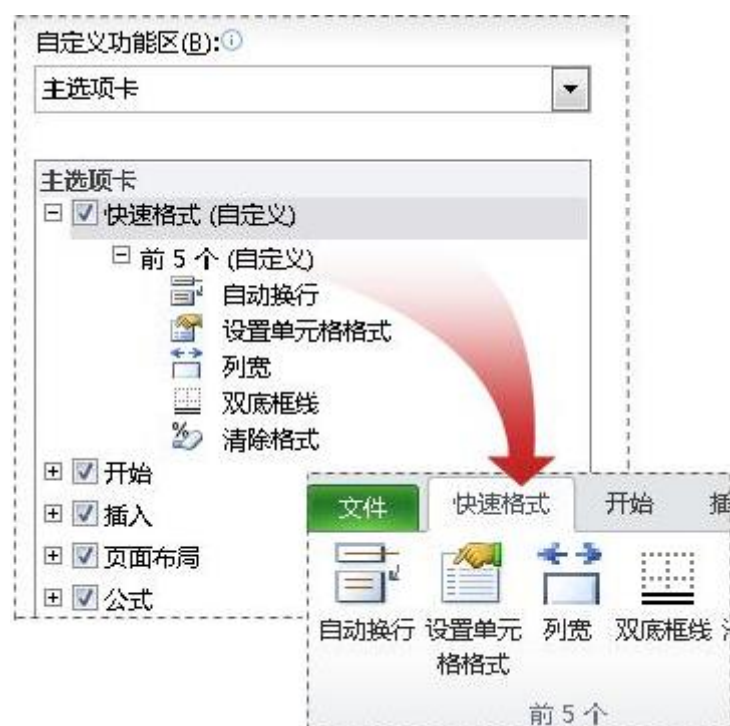 自定义功能区(B):
主选项卡
主选项卡
快速格式 (自定义)
前 5 个 (自定义)
自动换行
设置单元格格式
列宽
双底框线
清除格式
开始
插入
页面布局
公式
文件 快速格式 开始 插
自动换行 设置单元格格式 列宽 双底框线
前 5 个